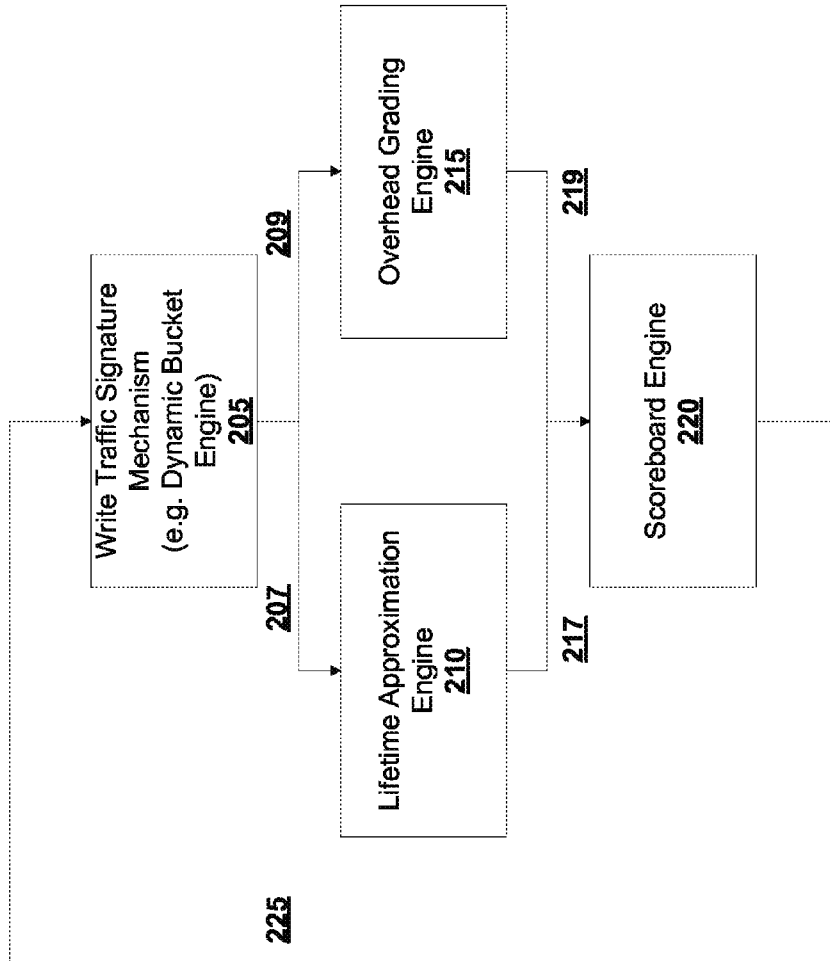 225
Write Traffic Signature
Mechanism
(e.g. Dynamic Bucket
Engine)
205
207
209
Lifetime Approximation
Engine
210
Overhead Grading
Engine
215
217
219
Scoreboard Engine
220